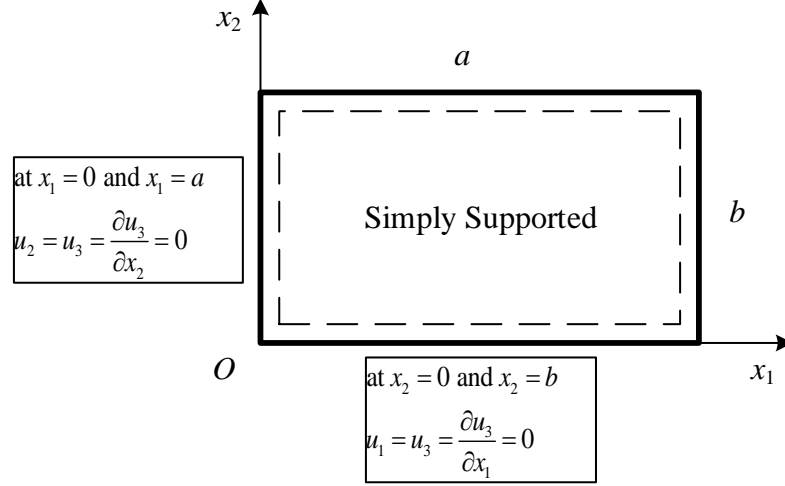 x₂
a
at x₁ = 0 and x₁ = a
u₂ = u₃ = ∂u₃/∂x₂ = 0
Simply Supported
b
O
x₁
at x₂ = 0 and x₂ = b
u₁ = u₃ = ∂u₃/∂x₁ = 0